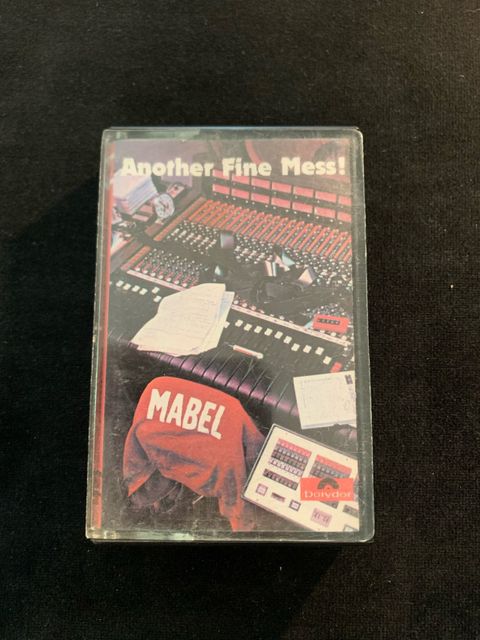 Another Fine Mess!
MABEL
Polydor